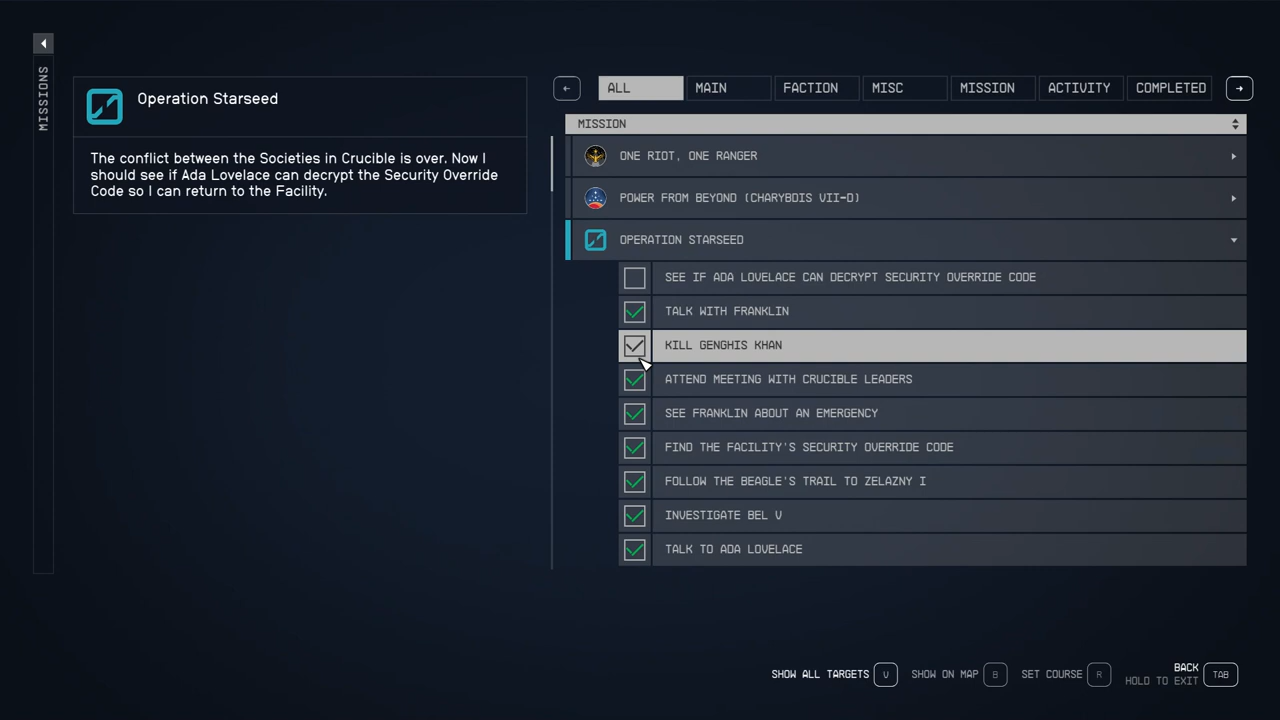 MISSIONS
Operation Starseed
The conflict between the Societies in Crucible is over. Now I
should see if Ada Lovelace can decrypt the Security Override
Code so I can return to the Facility.
ALL MAIN FACTION MISC MISSION ACTIVITY COMPLETED
MISSION
ONE RIOT, ONE RANGER
POWER FROM BEYOND (CHARYBDIS VII-D)
OPERATION STARSEED
SEE IF ADA LOVELACE CAN DECRYPT SECURITY OVERRIDE CODE
TALK WITH FRANKLIN
KILL GENGHIS KHAN
ATTEND MEETING WITH CRUCIBLE LEADERS
SEE FRANKLIN ABOUT AN EMERGENCY
FIND THE FACILITY'S SECURITY OVERRIDE CODE
FOLLOW THE BEAGLE'S TRAIL TO ZELAZNY I
INVESTIGATE BEL V
TALK TO ADA LOVELACE
SHOW ALL TARGETS V SHOW ON MAP B SET COURSE R BACK TAB
HOLD TO EXIT